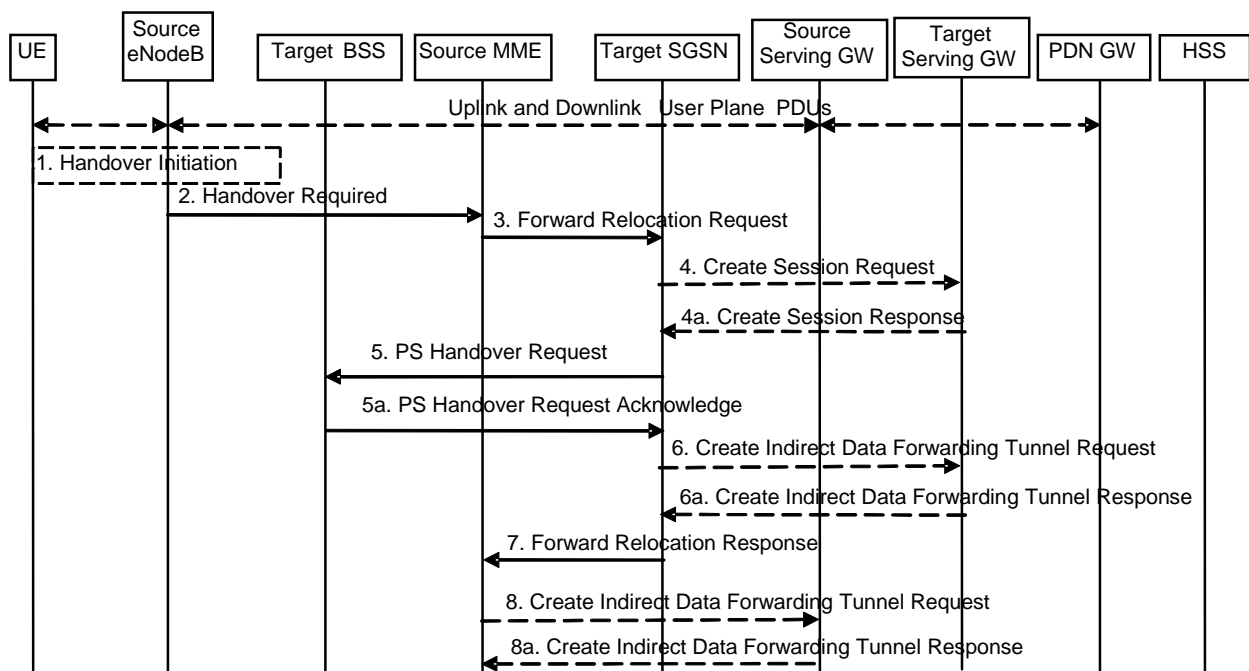 UE
Source
eNodeB
Target BSS
Source MME
Target SGSN
Source
Serving GW
Target
Serving GW
PDN GW
HSS
Uplink and Downlink User Plane PDUs
1. Handover Initiation
2. Handover Required
3. Forward Relocation Request
4. Create Session Request
4a. Create Session Response
5. PS Handover Request
5a. PS Handover Request Acknowledge
6. Create Indirect Data Forwarding Tunnel Request
6a. Create Indirect Data Forwarding Tunnel Response
7. Forward Relocation Response
8. Create Indirect Data Forwarding Tunnel Request
8a. Create Indirect Data Forwarding Tunnel Response